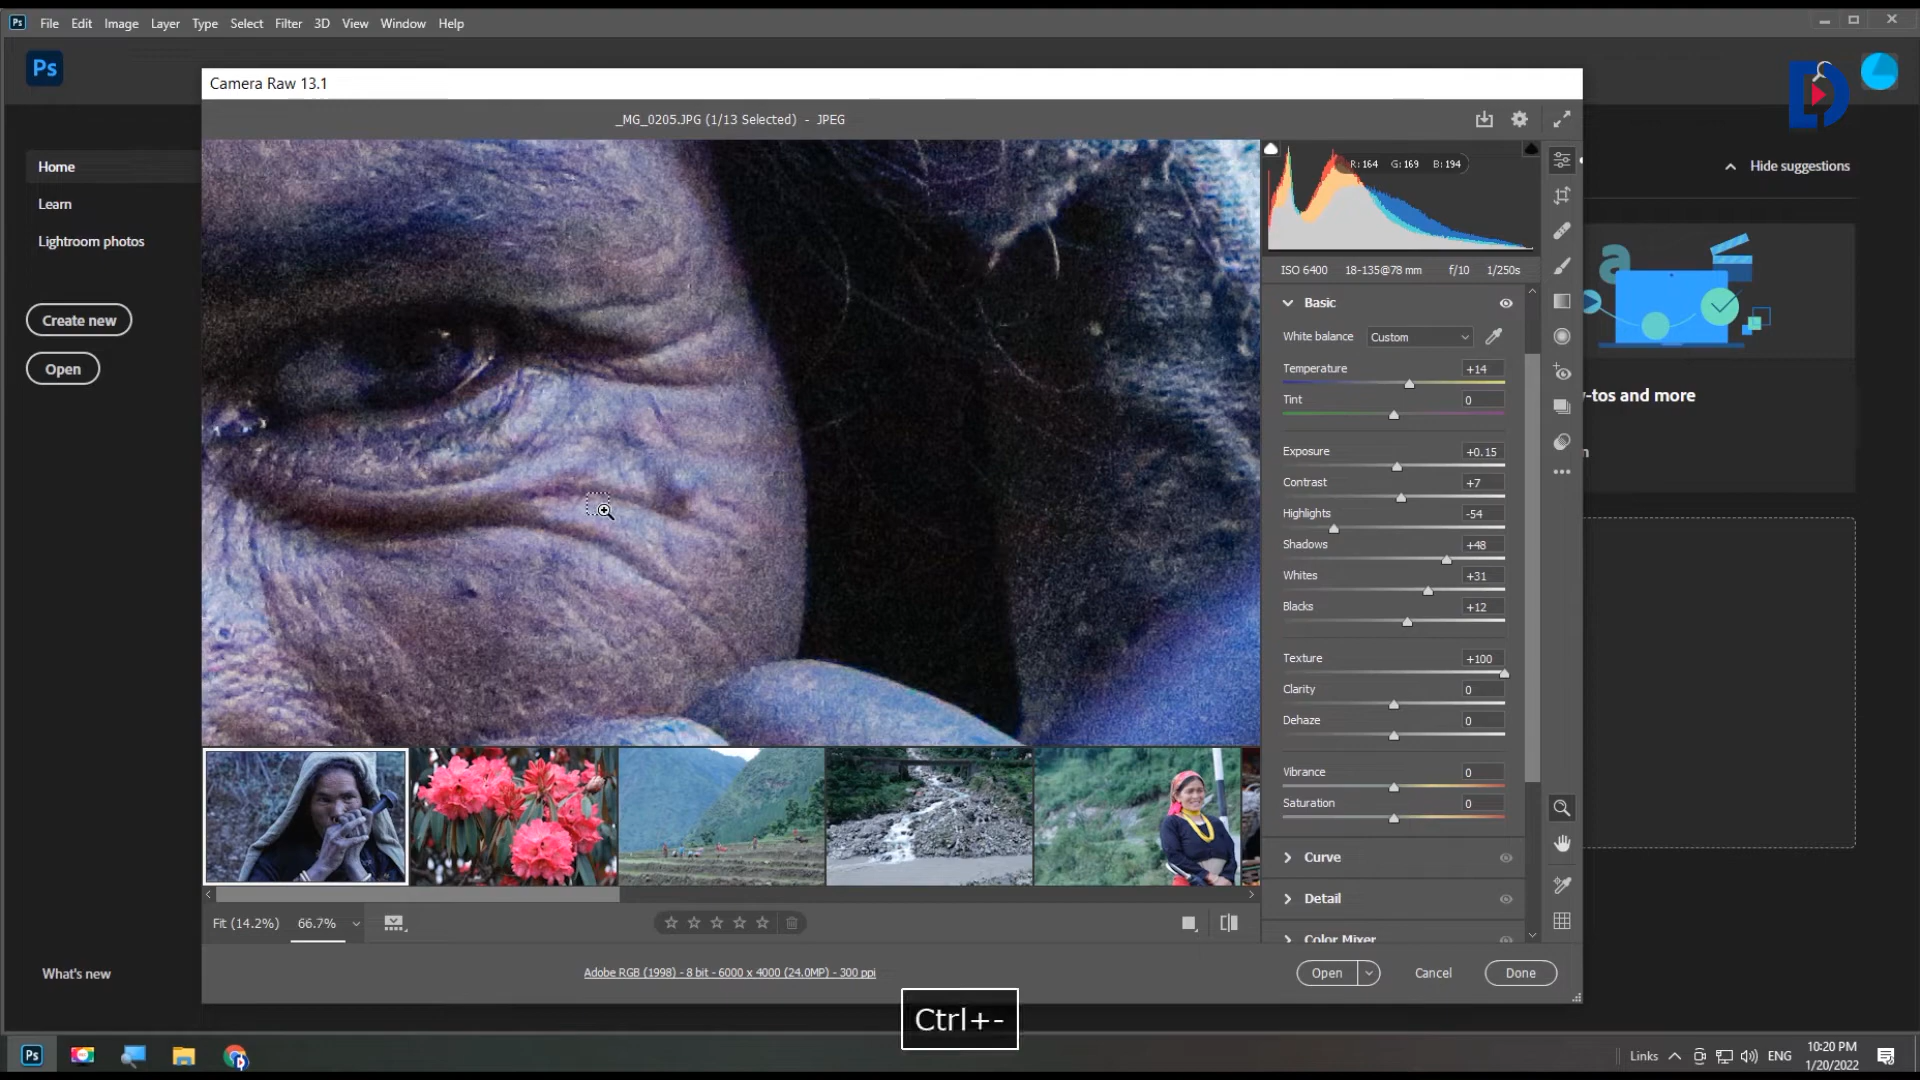 Ps File Edit Image Layer Type Select Filter 3D View Window Help
Ps
Camera Raw 13.1
_MG_0205.JPG (1/13 Selected) - JPEG
Home
Learn
Lightroom photos
Create new
Open
What's new
Hide suggestions
-tos and more
n
R: 164 G: 169 B: 194
ISO 6400 18-135@78 mm f/10 1/250s
Basic
White balance Custom
Temperature +14
Tint 0
Exposure +0.15
Contrast +7
Highlights -54
Shadows +48
Whites +31
Blacks +12
Texture +100
Clarity 0
Dehaze 0
Vibrance 0
Saturation 0
Curve
Detail
Color Mixer
Fit (14.2%) 66.7%
Adobe RGB (1998) - 8 bit - 6000 x 4000 (24.0MP) - 300 ppi
Open Cancel Done
Ctrl+-
Ps
Links ENG 10:20 PM
1/20/2022